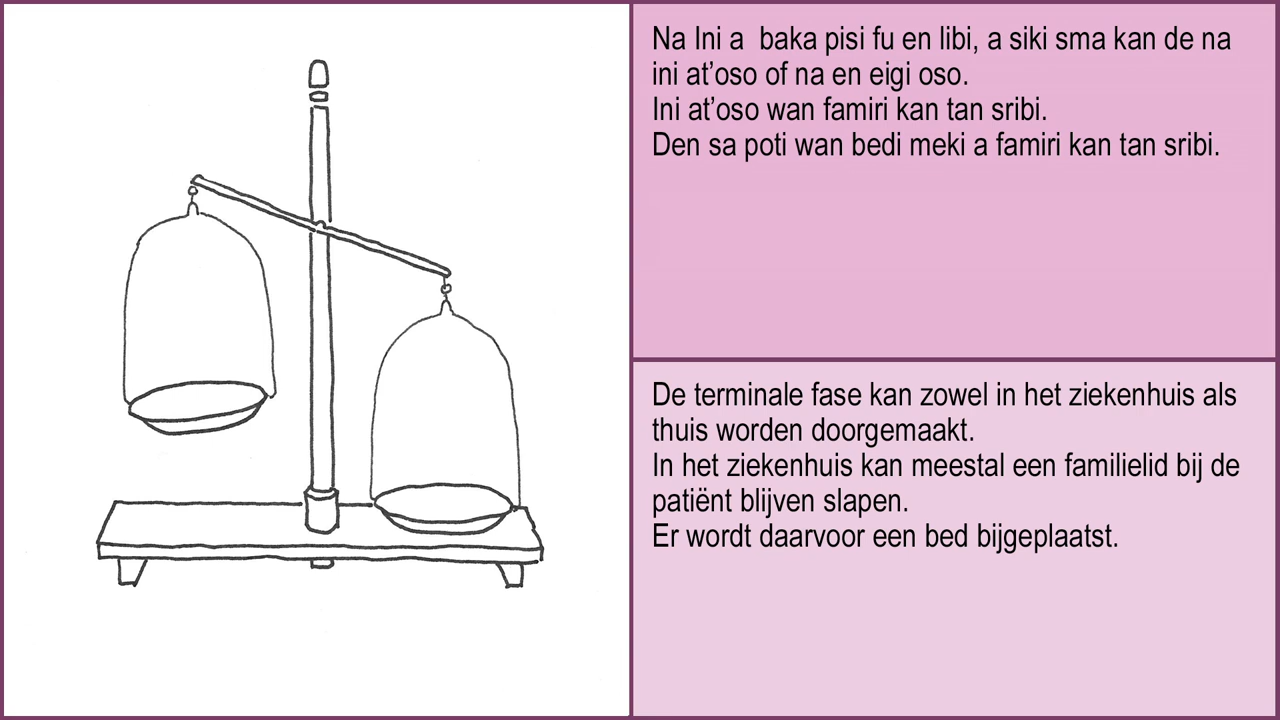 Na Ini a  baka pisi fu en libi, a siki sma kan de na
ini at’oso of na en eigi oso.
Ini at’oso wan famiri kan tan sribi.
Den sa poti wan bedi meki a famiri kan tan sribi.
De terminale fase kan zowel in het ziekenhuis als
thuis worden doorgemaakt.
In het ziekenhuis kan meestal een familielid bij de
patiënt blijven slapen.
Er wordt daarvoor een bed bijgeplaatst.